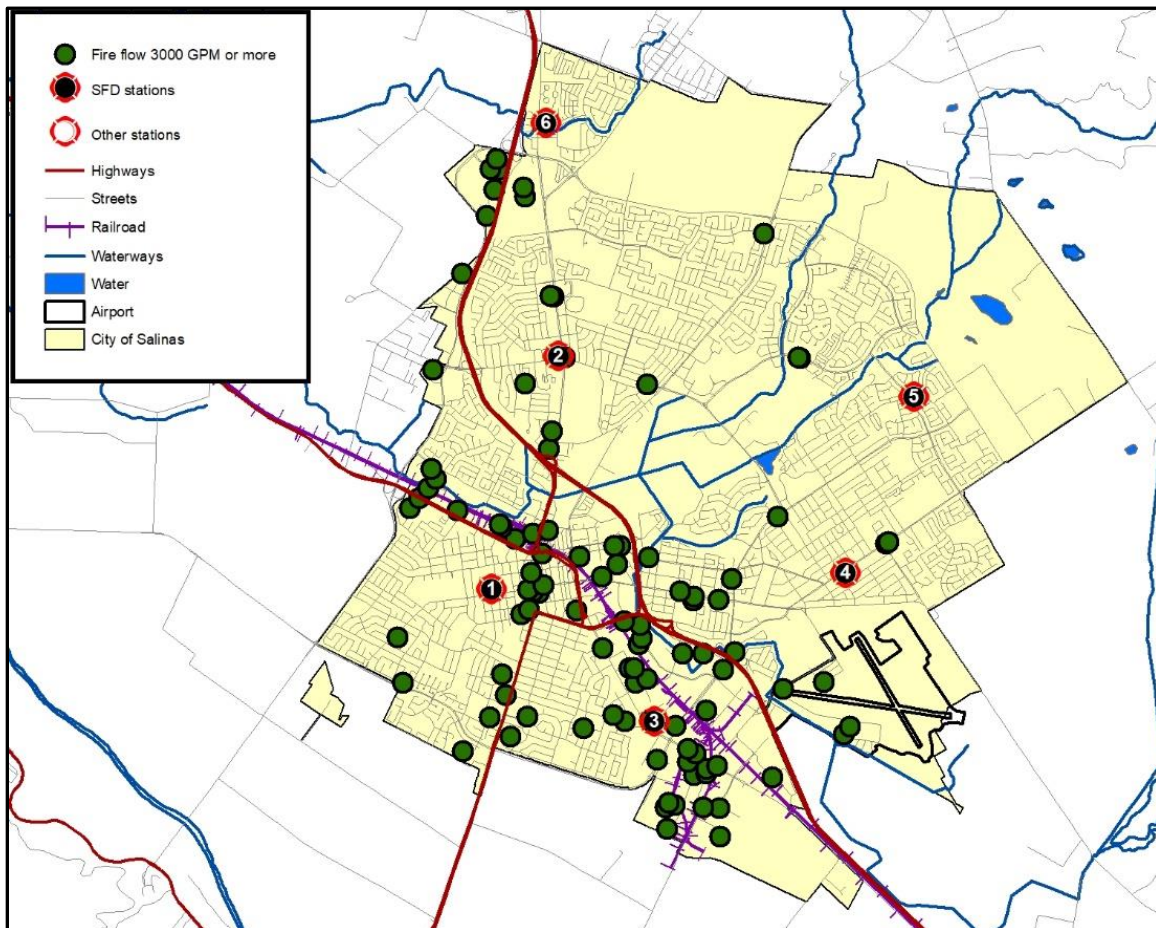 Fire flow 3000 GPM or more
SFD stations
Other stations
Highways
Streets
Railroad
Waterways
Water
Airport
City of Salinas
6
2
5
4
1
3